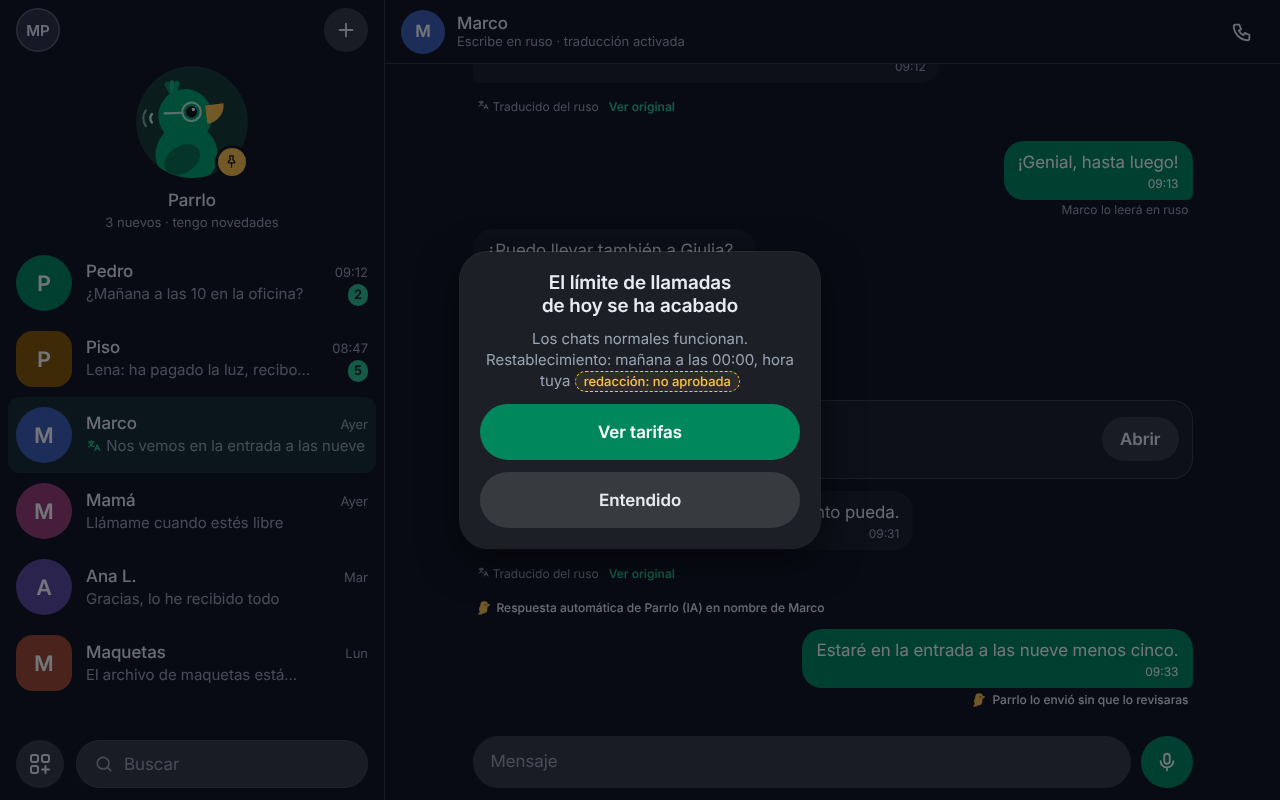 MP
Parrlo
3 nuevos · tengo novedades
Pedro
09:12
¿Mañana a las 10 en la oficina?
2
P
Piso
08:47
Lena: ha pagado la luz, recibo…
5
P
Marco
Ayer
Nos vemos en la entrada a las nueve
M
Mamá
Ayer
Llámame cuando estés libre
M
Ana L.
Mar
Gracias, lo he recibido todo
A
Maquetas
Lun
El archivo de maquetas está…
M
Buscar
M
Marco
Escribe en ruso · traducción activada
09:12
Traducido del ruso Ver original
¡Genial, hasta luego!
09:13
Marco lo leerá en ruso
¿Puedo llevar también a Giulia?
El límite de llamadas
de hoy se ha acabado
Los chats normales funcionan.
Restablecimiento: mañana a las 00:00, hora
tuya redacción: no aprobada
Ver tarifas
Entendido
Abrir
pueda.
09:31
Traducido del ruso Ver original
Respuesta automática de Parrlo (IA) en nombre de Marco
Estaré en la entrada a las nueve menos cinco.
09:33
Parrlo lo envió sin que lo revisaras
Mensaje